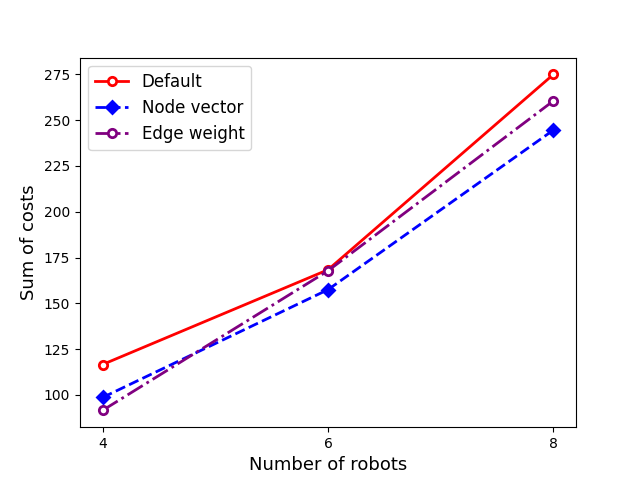 Default
Node vector
Edge weight
275
250
225
200
175
150
125
100
Sum of costs
4
6
8
Number of robots